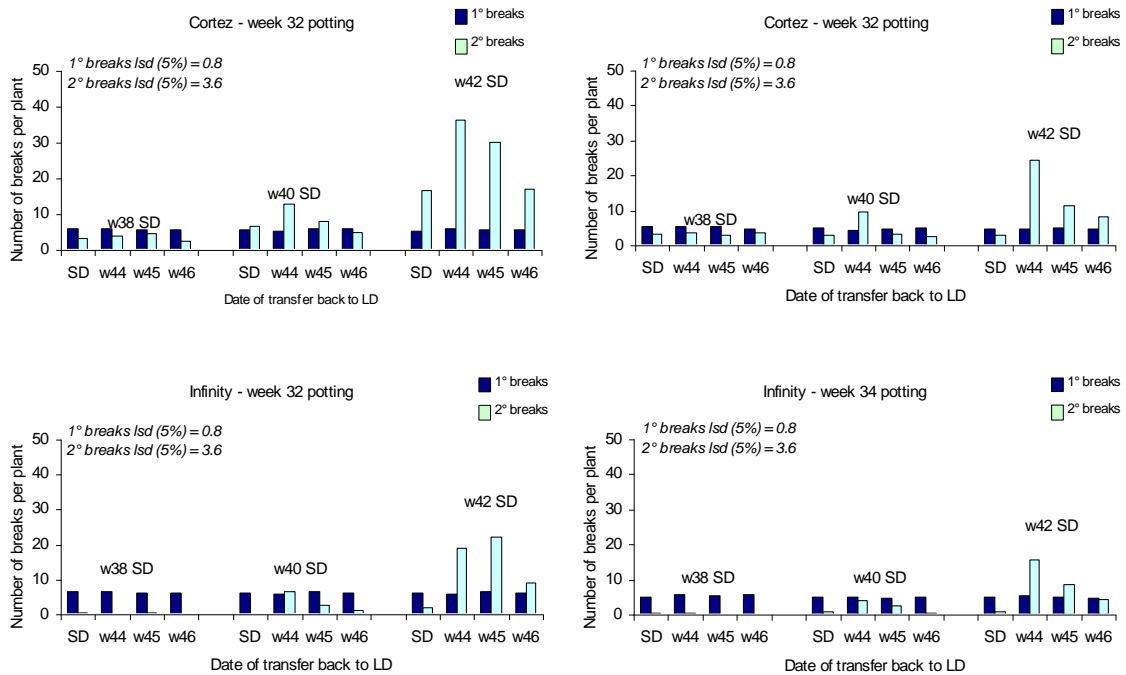 Cortez - week 32 potting
1° breaks
2° breaks
1° breaks lsd (5%) = 0.8
2° breaks lsd (5%) = 3.6
Number of breaks per plant
50
40
30
20
10
0
w38 SD
w40 SD
w42 SD
SD w44 w45 w46 SD w44 w45 w46 SD w44 w45 w46
Date of transfer back to LD
Cortez - week 32 potting
1° breaks
2° breaks
1° breaks lsd (5%) = 0.8
2° breaks lsd (5%) = 3.6
Number of breaks per plant
50
40
30
20
10
0
w38 SD
w40 SD
w42 SD
SD w44 w45 w46 SD w44 w45 w46 SD w44 w45 w46
Date of transfer back to LD
Infinity - week 32 potting
1° breaks
2° breaks
1° breaks lsd (5%) = 0.8
2° breaks lsd (5%) = 3.6
Number of breaks per plant
50
40
30
20
10
0
w38 SD
w40 SD
w42 SD
SD w44 w45 w46 SD w44 w45 w46 SD w44 w45 w46
Date of transfer back to LD
Infinity - week 34 potting
1° breaks
2° breaks
1° breaks lsd (5%) = 0.8
2° breaks lsd (5%) = 3.6
Number of breaks per plant
50
40
30
20
10
0
w38 SD
w40 SD
w42 SD
SD w44 w45 w46 SD w44 w45 w46 SD w44 w45 w46
Date of transfer back to LD